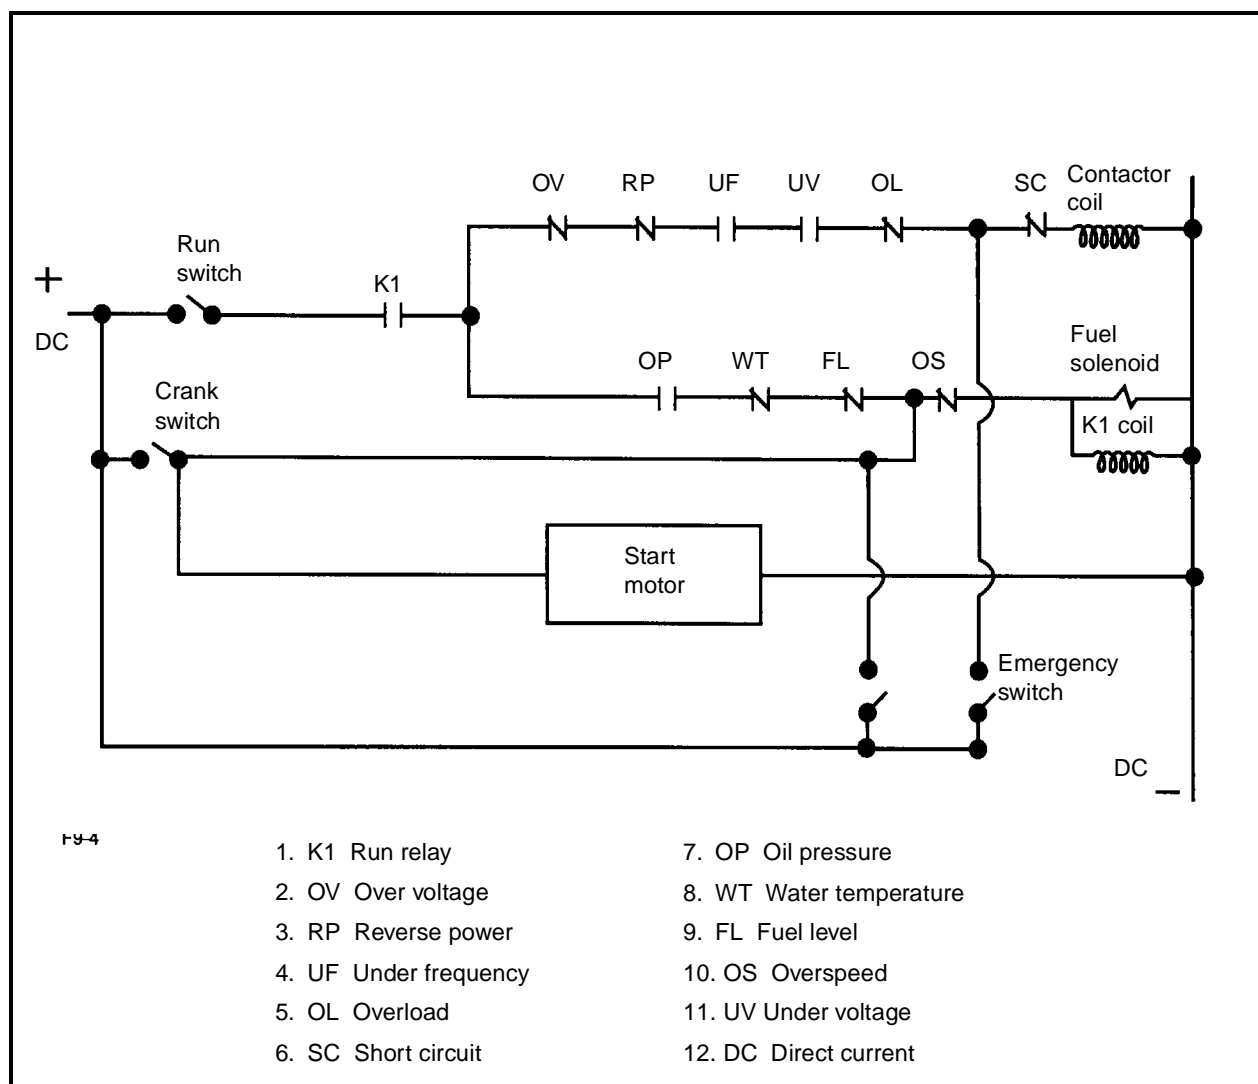 OV RP UF UV OL SC Contactor
coil
Run
switch
+
K1
DC
OP WT FL OS Fuel
solenoid
Crank
switch
K1 coil
Start
motor
Emergency
switch
DC
—
F9-4
1. K1 Run relay
2. OV Over voltage
3. RP Reverse power
4. UF Under frequency
5. OL Overload
6. SC Short circuit
7. OP Oil pressure
8. WT Water temperature
9. FL Fuel level
10. OS Overspeed
11. UV Under voltage
12. DC Direct current